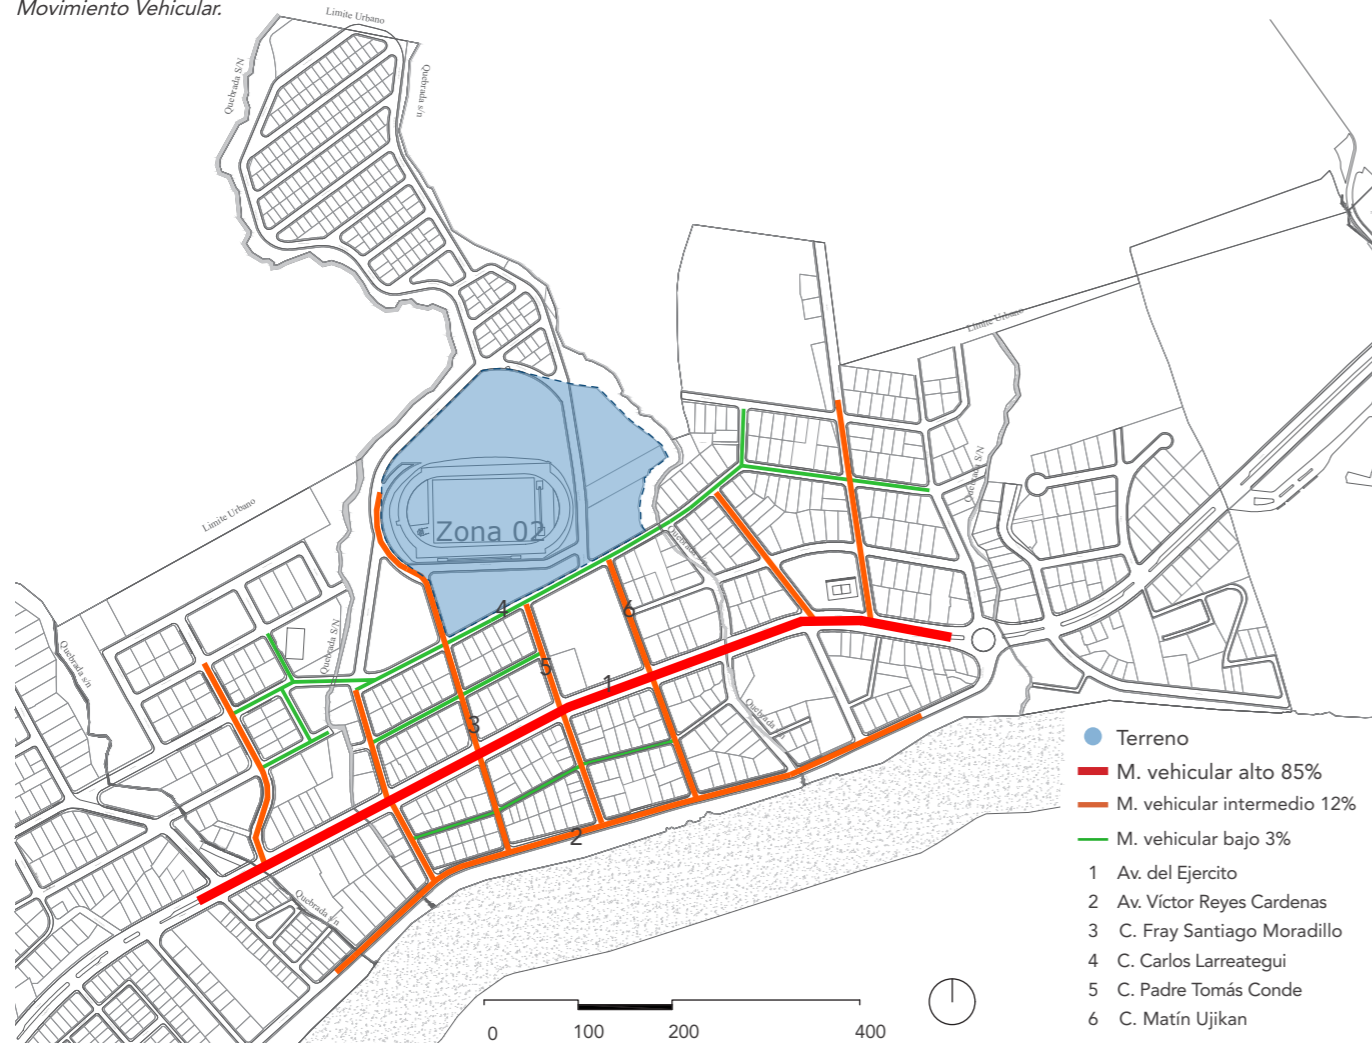 Movimiento Vehicular.
Limite Urbano
Quebrada S/N
Quebrada s/n
Limite Urbano
Limite Urbano
Quebrada S/N
Zona 02
Quebrada s/n
4
6
Quebrada S/N
Quebrada s/n
5
1
3
Quebrada
2
Quebrada s/n
Terreno
M. vehicular alto 85%
M. vehicular intermedio 12%
M. vehicular bajo 3%
1 Av. del Ejercito
2 Av. Víctor Reyes Cardenas
3 C. Fray Santiago Moradillo
4 C. Carlos Larreategui
5 C. Padre Tomás Conde
6 C. Matín Ujikan
0 100 200 400